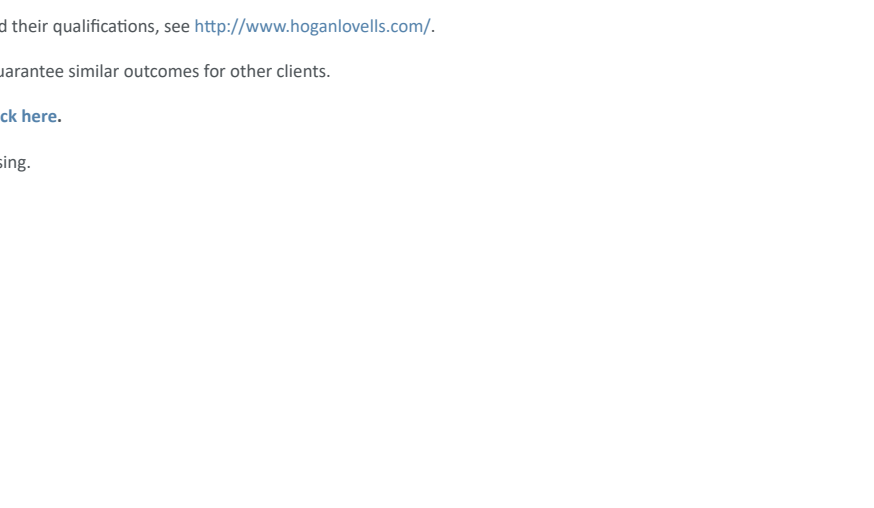 d their qualifications, see http://www.hoganlovells.com/.
uarantee similar outcomes for other clients.
ck here.
sing.